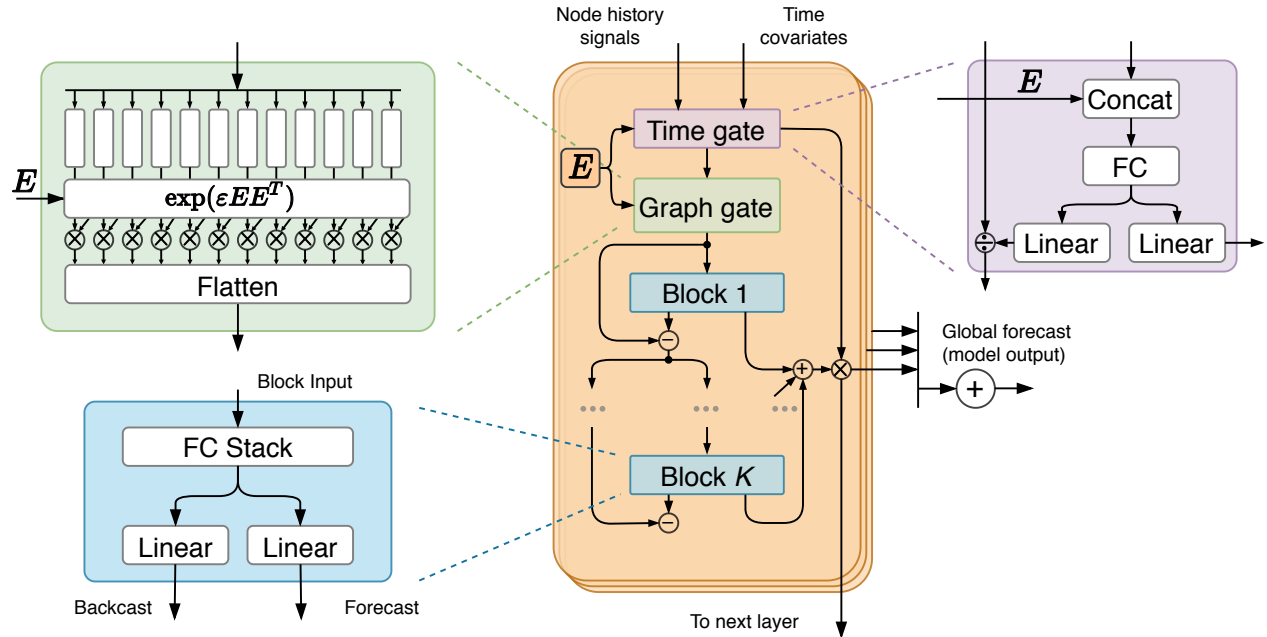 Node history
signals
Time
covariates
E
exp(εEE^T)
Flatten
Time gate
E
Graph gate
Block 1
−
+
×
...
...
...
Block K
−
To next layer
E
Concat
FC
Linear
Linear
÷
Global forecast
(model output)
+
Block Input
FC Stack
Linear
Linear
Backcast
Forecast